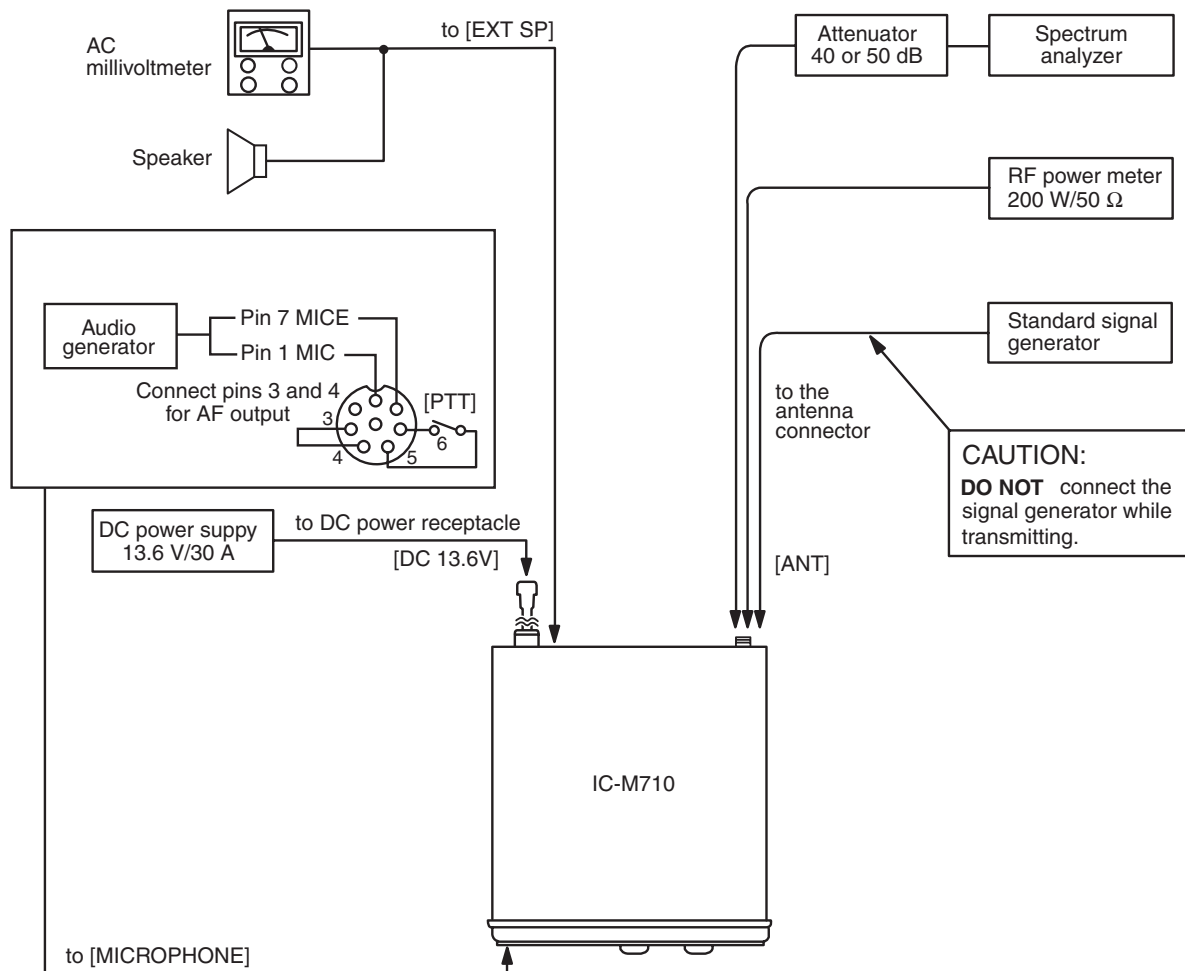 AC
millivoltmeter
to [EXT SP]
Attenuator
40 or 50 dB
Spectrum
analyzer
Speaker
RF power meter
200 W/50 Ω
Audio
generator
Pin 7 MICE
Pin 1 MIC
Connect pins 3 and 4
for AF output
[PTT]
3
4
5
6
Standard signal
generator
to the
antenna
connector
CAUTION:
DO NOT connect the
signal generator while
transmitting.
DC power suppy
13.6 V/30 A
to DC power receptacle
[DC 13.6V]
[ANT]
IC-M710
to [MICROPHONE]